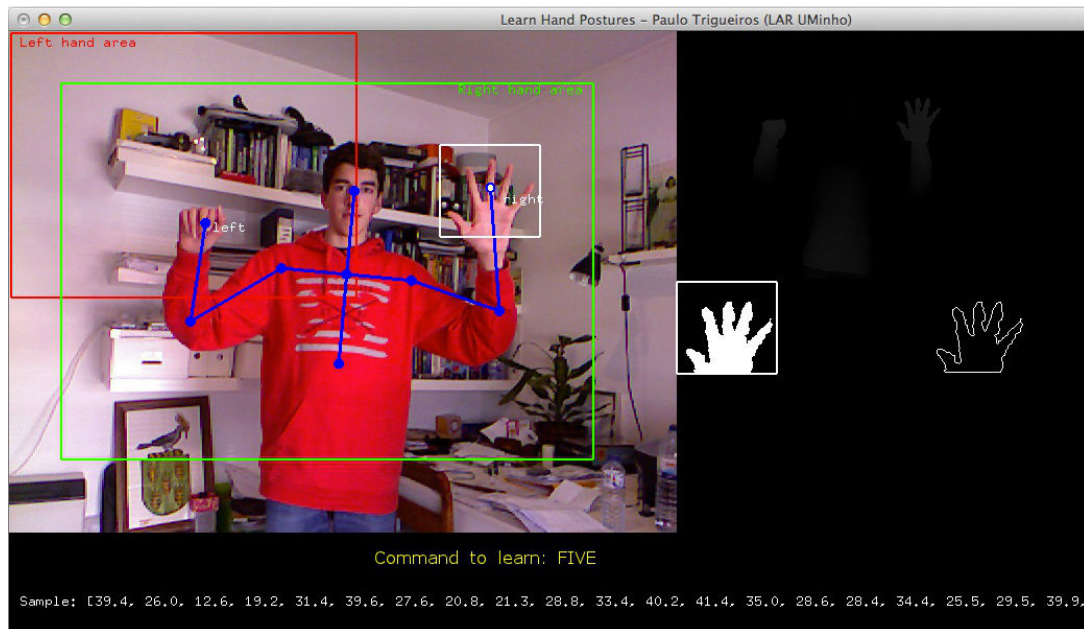 Learn Hand Postures – Paulo Trigueiros (LAR UMinho)
Left hand area
Right hand area
right
left
Command to learn: FIVE
Sample: [39.4, 26.0, 12.6, 19.2, 31.4, 39.6, 27.6, 20.8, 21.3, 28.8, 33.4, 40.2, 41.4, 35.0, 28.6, 28.4, 34.4, 25.5, 29.5, 39.9,